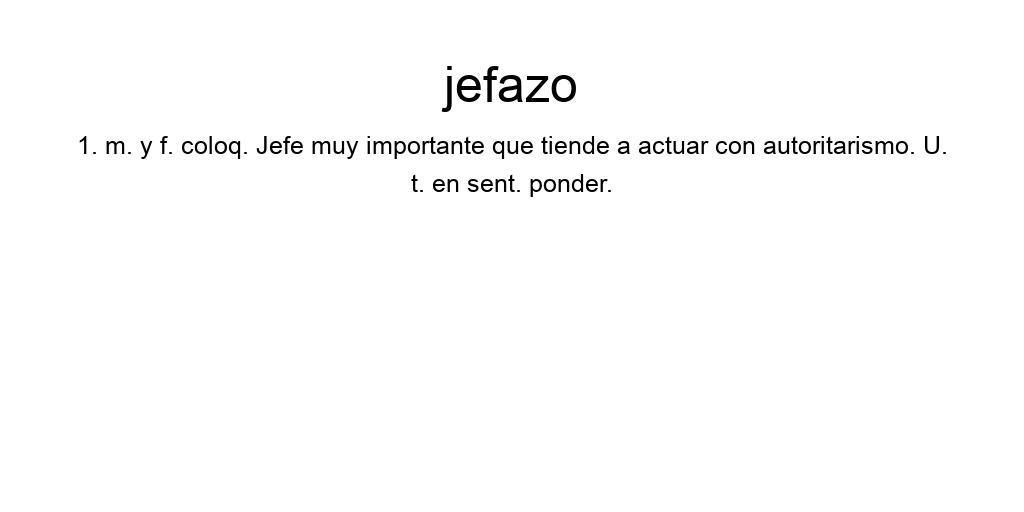 jefazo
1. m. y f. coloq. Jefe muy importante que tiende a actuar con autoritarismo. U.
t. en sent. ponder.